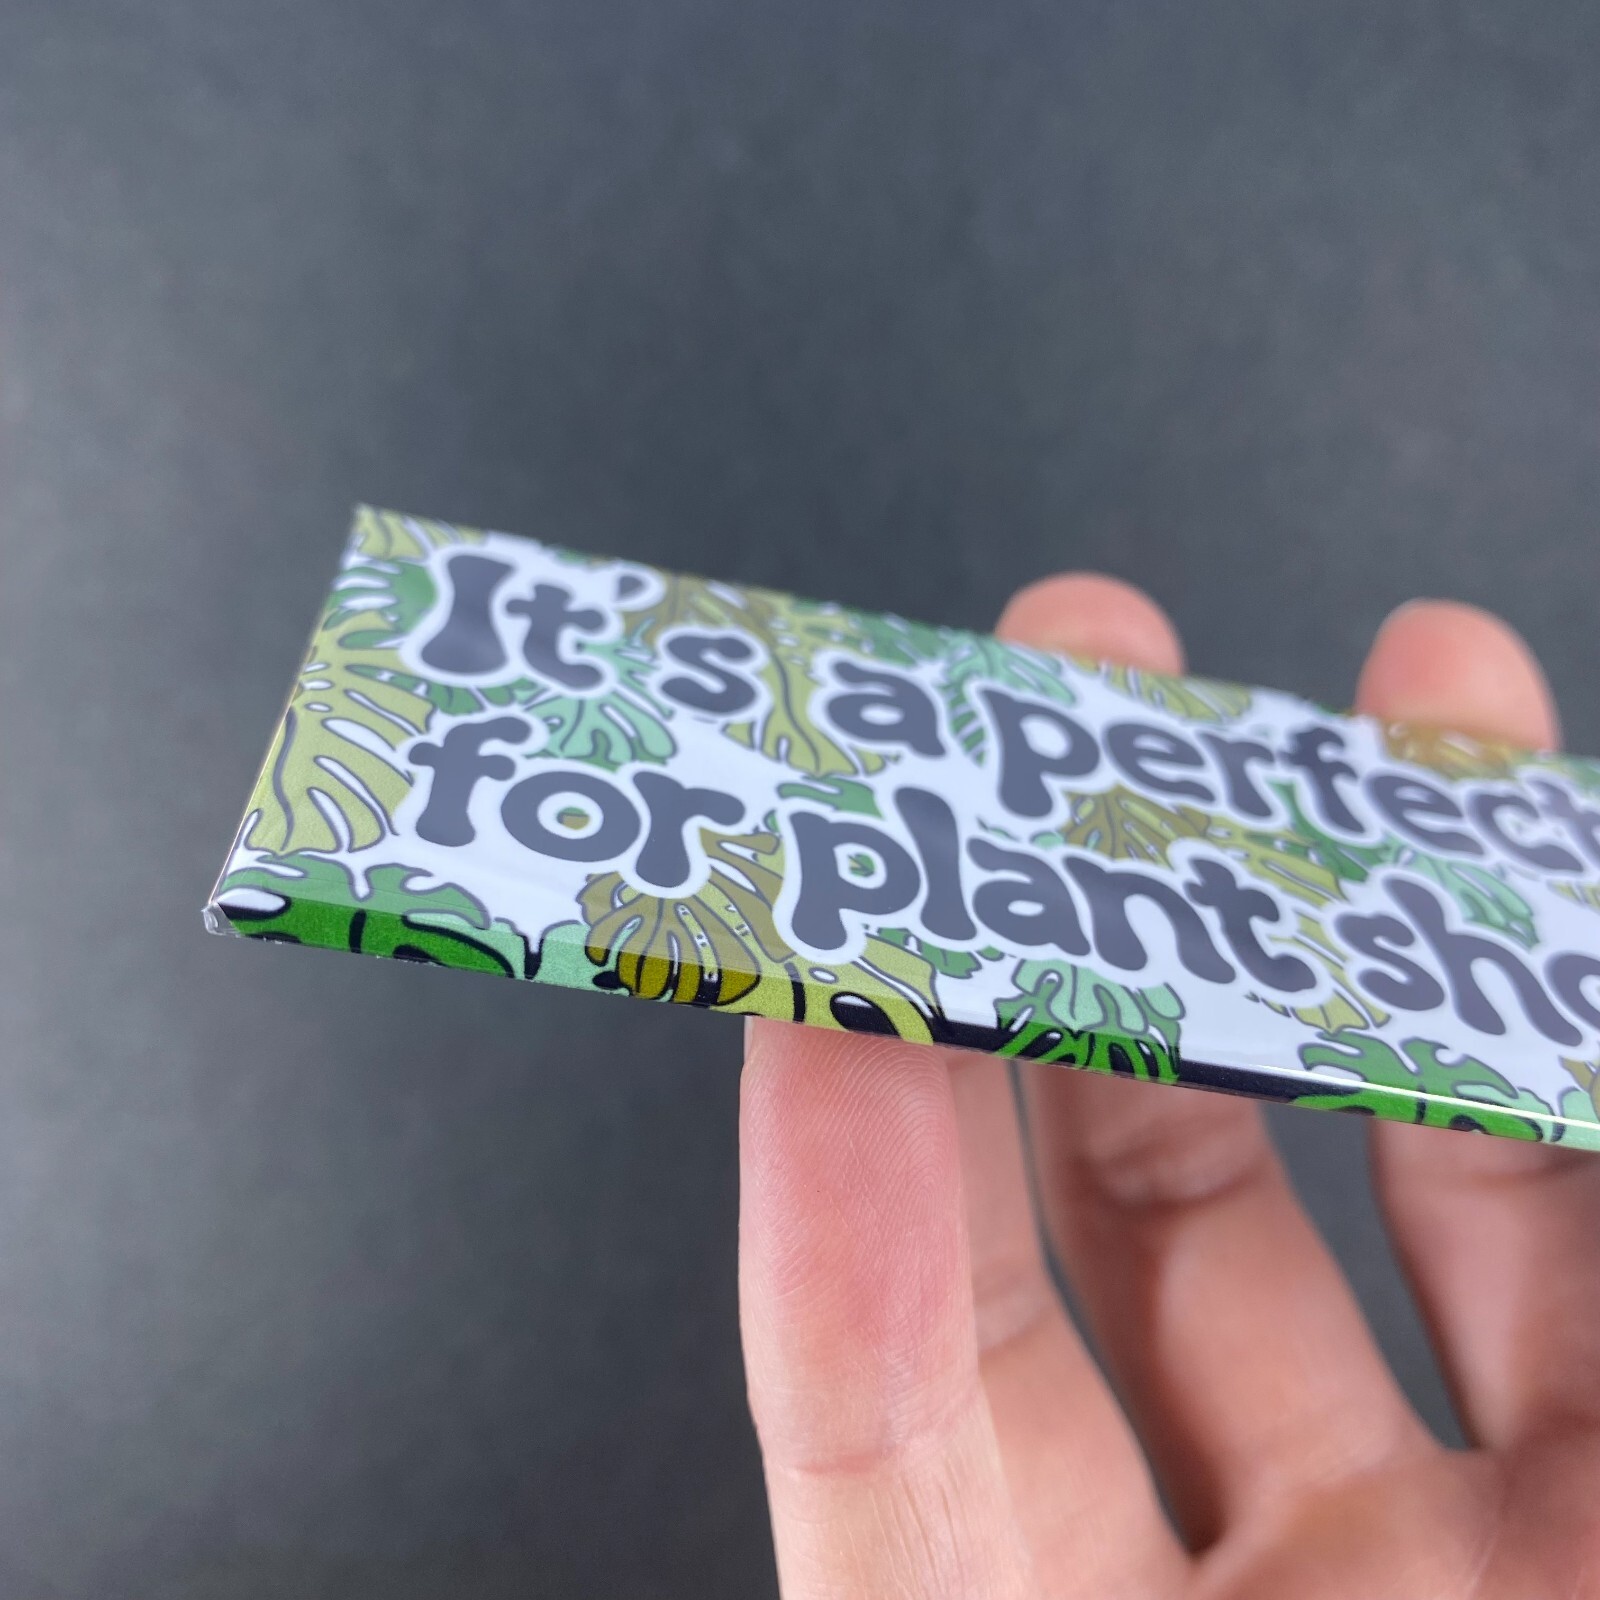 It's a perfect
for plant sho